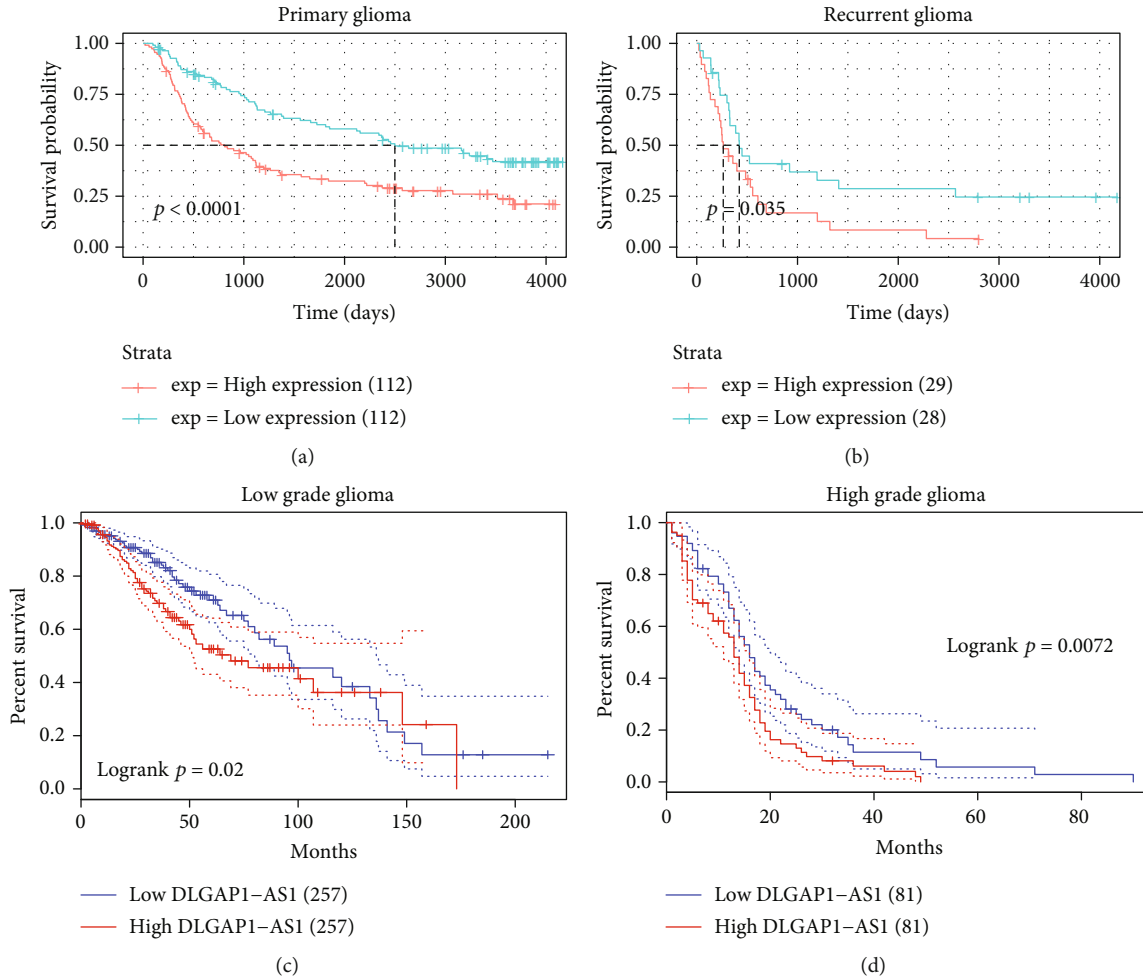 Primary glioma
Survival probability
1.00
0.75
0.50
0.25
0.00
p < 0.0001
0 1000 2000 3000 4000
Time (days)
Strata
exp = High expression (112)
exp = Low expression (112)
(a)
Recurrent glioma
Survival probability
1.00
0.75
0.50
0.25
0.00
p = 0.035
0 1000 2000 3000 4000
Time (days)
Strata
exp = High expression (29)
exp = Low expression (28)
(b)
Low grade glioma
Percent survival
1.0
0.8
0.6
0.4
0.2
0.0
Logrank p = 0.02
0 50 100 150 200
Months
Low DLGAP1−AS1 (257)
High DLGAP1−AS1 (257)
(c)
High grade glioma
Percent survival
1.0
0.8
0.6
0.4
0.2
0.0
Logrank p = 0.0072
0 20 40 60 80
Months
Low DLGAP1−AS1 (81)
High DLGAP1−AS1 (81)
(d)